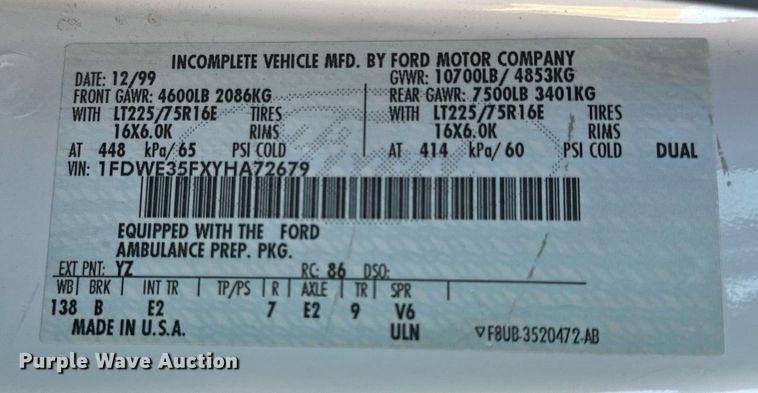 INCOMPLETE VEHICLE MFD. BY FORD MOTOR COMPANY
DATE: 12/99 GVWR: 10700LB/ 4853KG
FRONT GAWR: 4600LB 2086KG REAR GAWR: 7500LB 3401KG
WITH LT225/75R16E TIRES WITH LT225/75R16E TIRES
16X6.0K RIMS 16X6.0K RIMS
AT 448 kPa/65 PSI COLD AT 414 kPa/60 PSI COLD DUAL
VIN: 1FDWE35FXYHA72679
EQUIPPED WITH THE FORD
AMBULANCE PREP. PKG.
EXT PNT: YZ RC: 86 DSO:
WB BRK INT TR TP/PS R AXLE TR SPR
138 B E2 7 E2 9 V6
MADE IN U.S.A. ULN ▽F8UB-3520472-AB
Purple Wave Auction